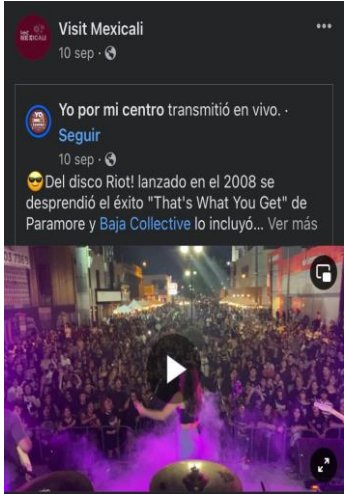 Visit Mexicali
10 sep
Yo por mi centro transmitió en vivo. ·
Seguir
10 sep ·
😎Del disco Riot! lanzado en el 2008 se
desprendió el éxito "That's What You Get" de
Paramore y Baja Collective lo incluyó... Ver más